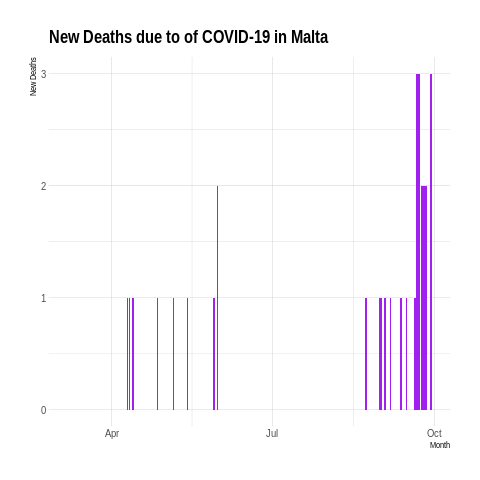 New Deaths due to of COVID-19 in Malta
New Deaths
3
2
1
0
Apr
Jul
Oct
Month